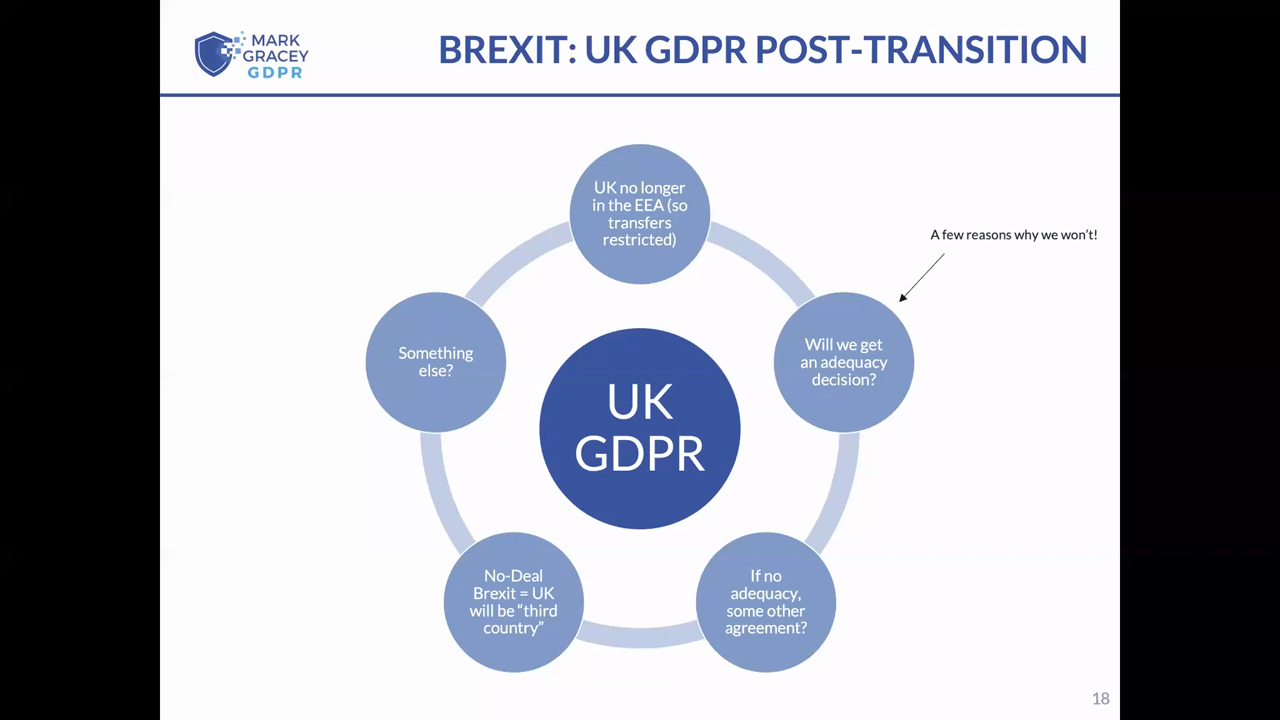 MARK
GRACEY
GDPR
BREXIT: UK GDPR POST-TRANSITION
UK no longer
in the EEA (so
transfers
restricted)
A few reasons why we won't!
Will we get
an adequacy
decision?
If no
adequacy,
some other
agreement?
No-Deal
Brexit = UK
will be “third
country”
Something
else?
UK
GDPR
18